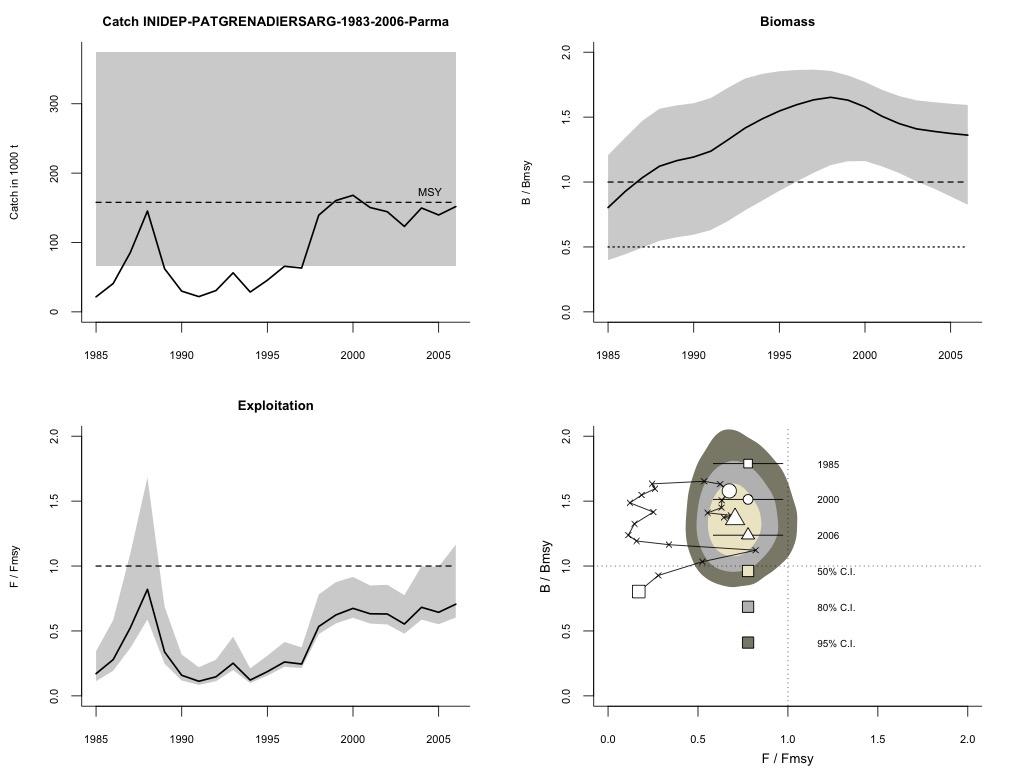 Catch INIDEP-PATGRENADIERSARG-1983-2006-Parma
Catch in 1000 t
300
200
100
0
MSY
1985 1990 1995 2000 2005
Biomass
B / Bmsy
2.0
1.5
1.0
0.5
0.0
1985 1990 1995 2000 2005
Exploitation
F / Fmsy
2.0
1.5
1.0
0.5
0.0
1985 1990 1995 2000 2005
B / Bmsy
2.0
1.5
1.0
0.5
0.0
1985
2000
2006
50% C.I.
80% C.I.
95% C.I.
0.0 0.5 1.0 1.5 2.0
F / Fmsy